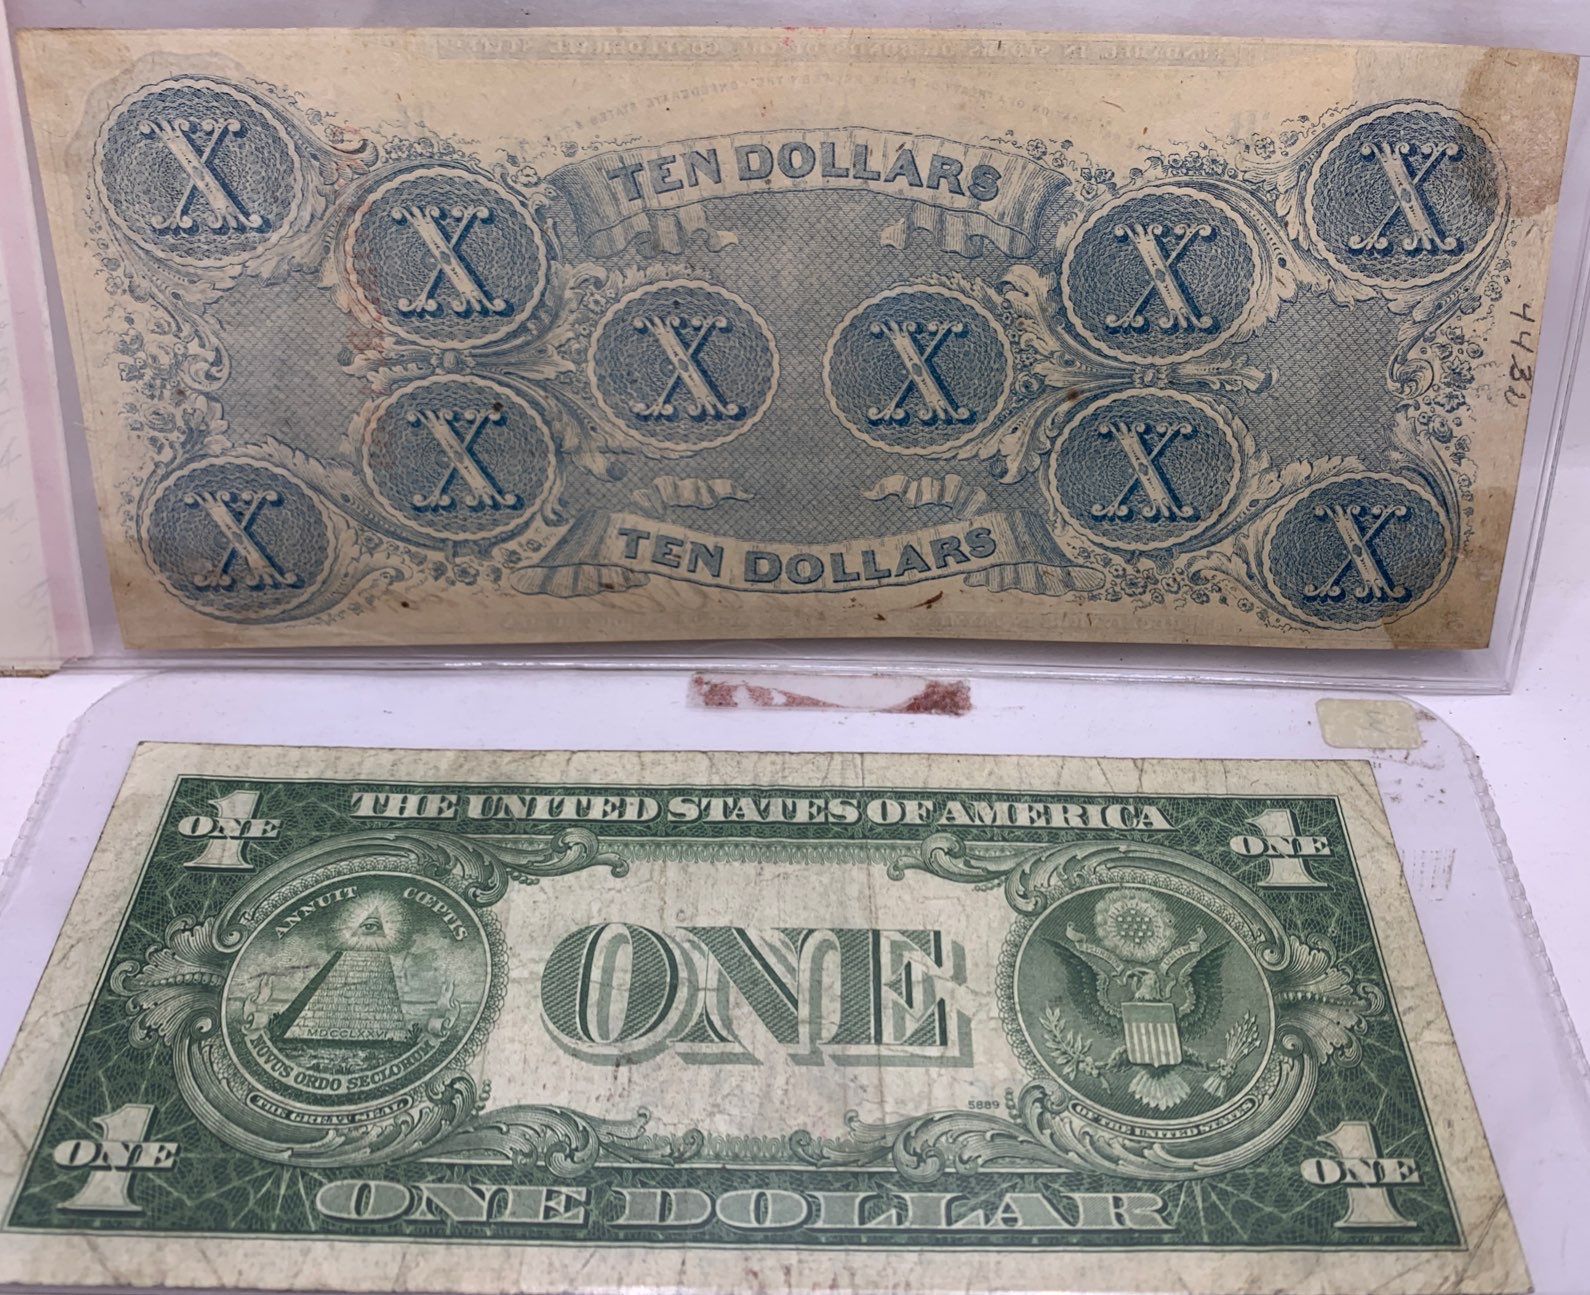 TEN DOLLARS
X X
X X
X X
X X
X X
TEN DOLLARS
THE UNITED STATES OF AMERICA
1 ONE
1 ONE
ANNUIT CŒPTIS
MDCCLXXVI
NOVUS ORDO SECLORUM
THE GREAT SEAL
ONE
5889
OF THE UNITED STATES
1 ONE
1 ONE
ONE DOLLAR